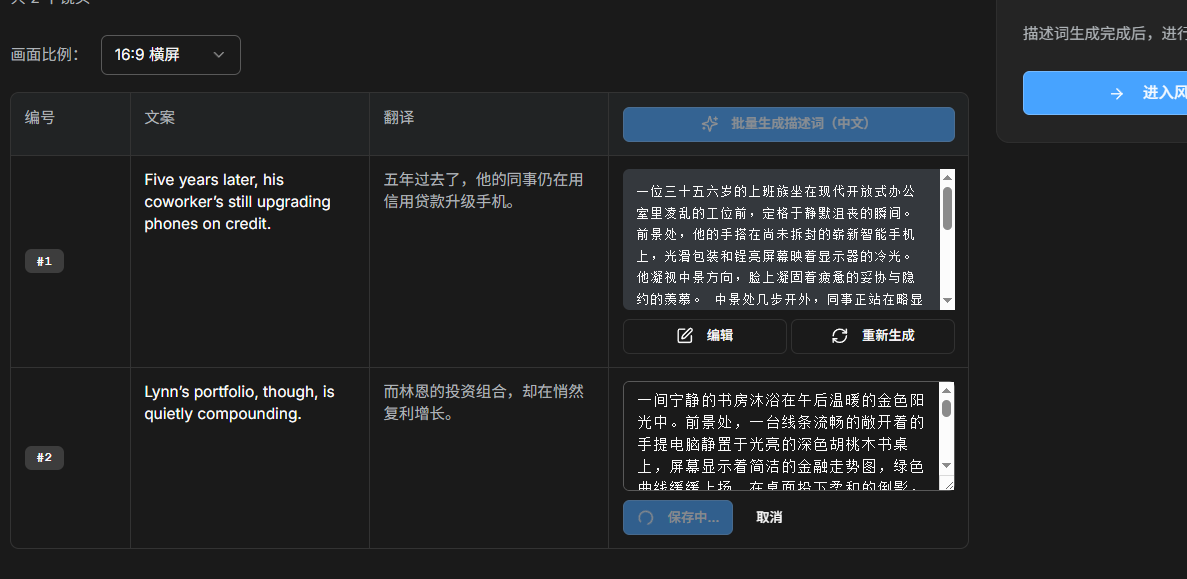 共 2 个镜头
描述词生成完成后，进行
画面比例：
16:9 横屏
进入风
编号
文案
翻译
批量生成描述词（中文）
#1
Five years later, his
coworker’s still upgrading
phones on credit.
五年过去了，他的同事仍在用
信用贷款升级手机。
一位三十五六岁的上班族坐在现代开放式办公
室里凌乱的工位前，定格于静默沮丧的瞬间。
前景处，他的手搭在尚未拆封的崭新智能手机
上，光滑包装和锃亮屏幕映着显示器的冷光。
他凝视中景方向，脸上凝固着疲惫的妥协与隐
约的羡慕。 中景处几步开外，同事正站在略显
编辑
重新生成
#2
Lynn’s portfolio, though, is
quietly compounding.
而林恩的投资组合，却在悄然
复利增长。
一间宁静的书房沐浴在午后温暖的金色阳
光中。前景处，一台线条流畅的敞开着的
手提电脑静置于光亮的深色胡桃木书桌
上，屏幕显示着简洁的金融走势图，绿色
曲线缓缓上扬，在桌面投下柔和的倒影。
保存中...
取消